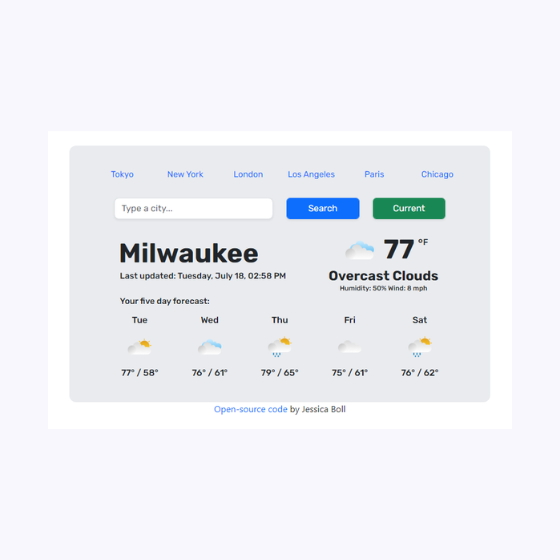 Tokyo New York London Los Angeles Paris Chicago
Type a city... Search Current
Milwaukee 77 °F
Last updated: Tuesday, July 18, 02:58 PM Overcast Clouds
Humidity: 50% Wind: 8 mph
Your five day forecast:
Tue Wed Thu Fri Sat
77° / 58° 76° / 61° 79° / 65° 75° / 61° 76° / 62°
Open-source code by Jessica Boll